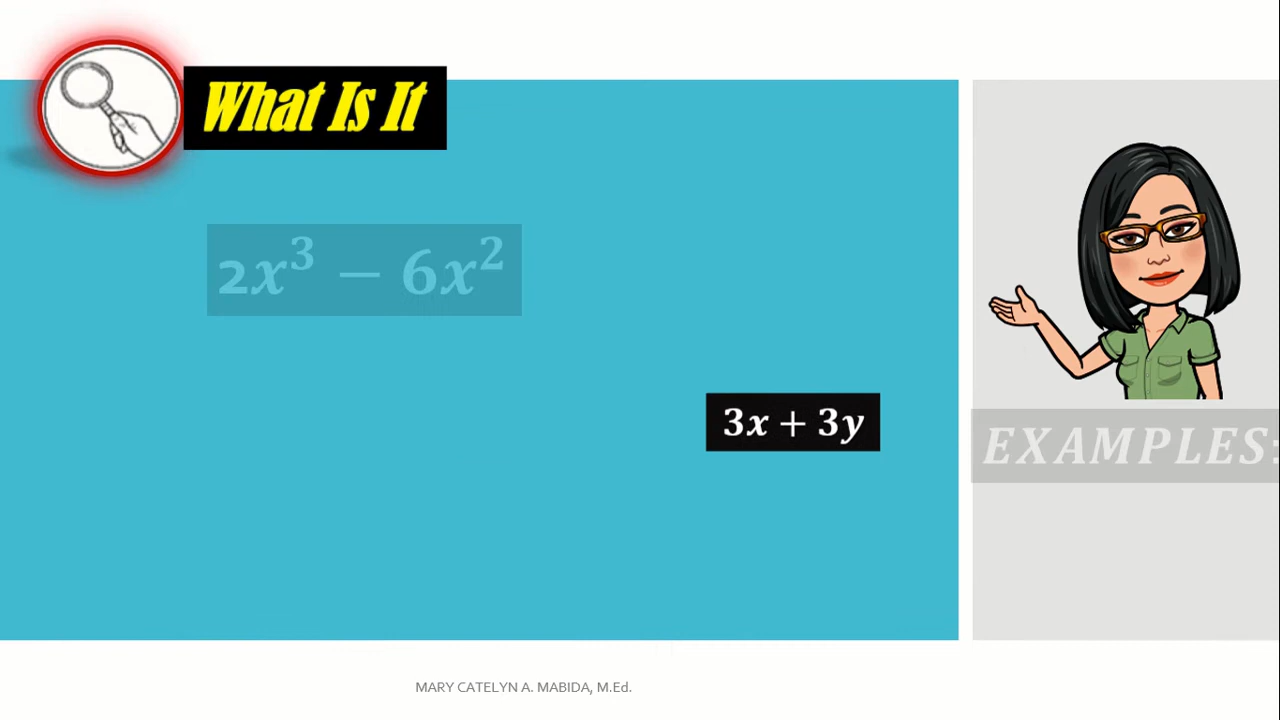 What Is It
2x³ − 6x²
3x + 3y
EXAMPLES:
MARY CATELYN A. MABIDA, M.Ed.